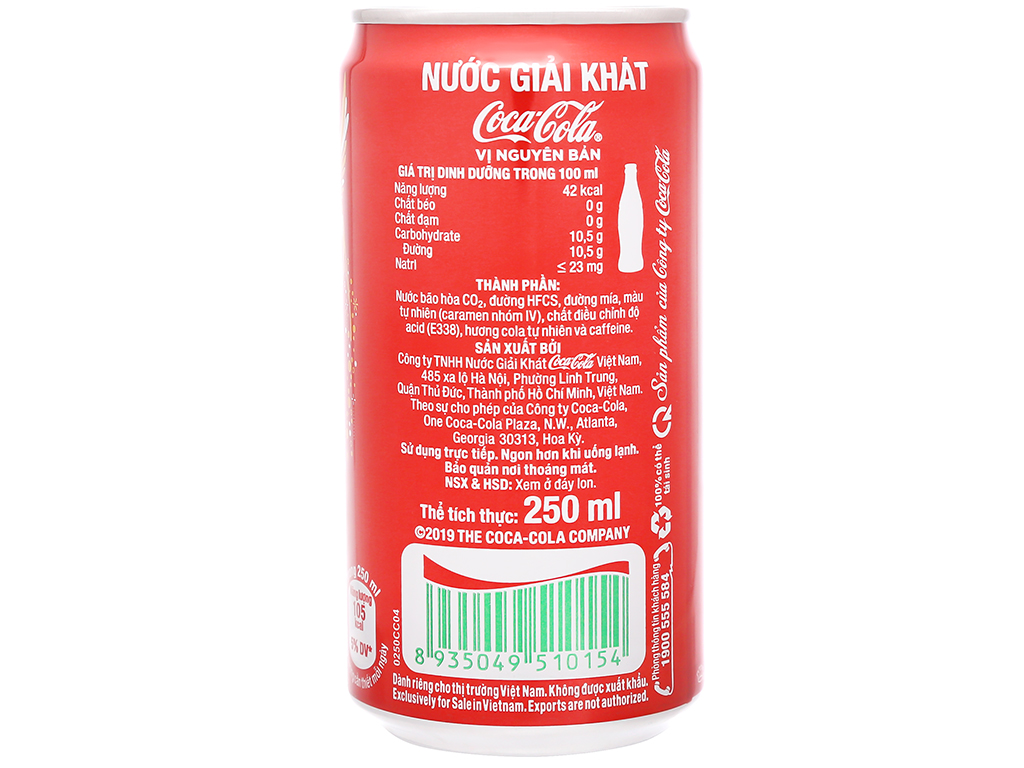 NƯỚC GIẢI KHÁT
Coca-Cola®
VỊ NGUYÊN BẢN
GIÁ TRỊ DINH DƯỠNG TRONG 100 ml
Năng lượng 42 kcal
Chất béo 0 g
Chất đạm 0 g
Carbohydrate 10,5 g
Đường 10,5 g
Natri ≤ 23 mg
THÀNH PHẦN:
Nước bão hòa CO₂, đường HFCS, đường mía, màu
tự nhiên (caramen nhóm IV), chất điều chỉnh độ
acid (E338), hương cola tự nhiên và caffeine.
SẢN XUẤT BỞI
Công ty TNHH Nước Giải Khát Coca-Cola Việt Nam,
485 xa lộ Hà Nội, Phường Linh Trung,
Quận Thủ Đức, Thành phố Hồ Chí Minh, Việt Nam.
Theo sự cho phép của Công ty Coca-Cola,
One Coca-Cola Plaza, N.W., Atlanta,
Georgia 30313, Hoa Kỳ.
Sử dụng trực tiếp. Ngon hơn khi uống lạnh.
Bảo quản nơi thoáng mát.
NSX & HSD: Xem ở đáy lon.
Thể tích thực: 250 ml
©2019 THE COCA-COLA COMPANY
8 935049 510154
Dành riêng cho thị trường Việt Nam. Không được xuất khẩu.
Exclusively for Sale in Vietnam. Exports are not authorized.
0250CC04
Sản phẩm của Công ty Coca-Cola
100% có thể
tái sinh
Phòng thông tin khách hàng
1900 555 584
250 ml
105
kcal
DV*
cần thiết mỗi ngày